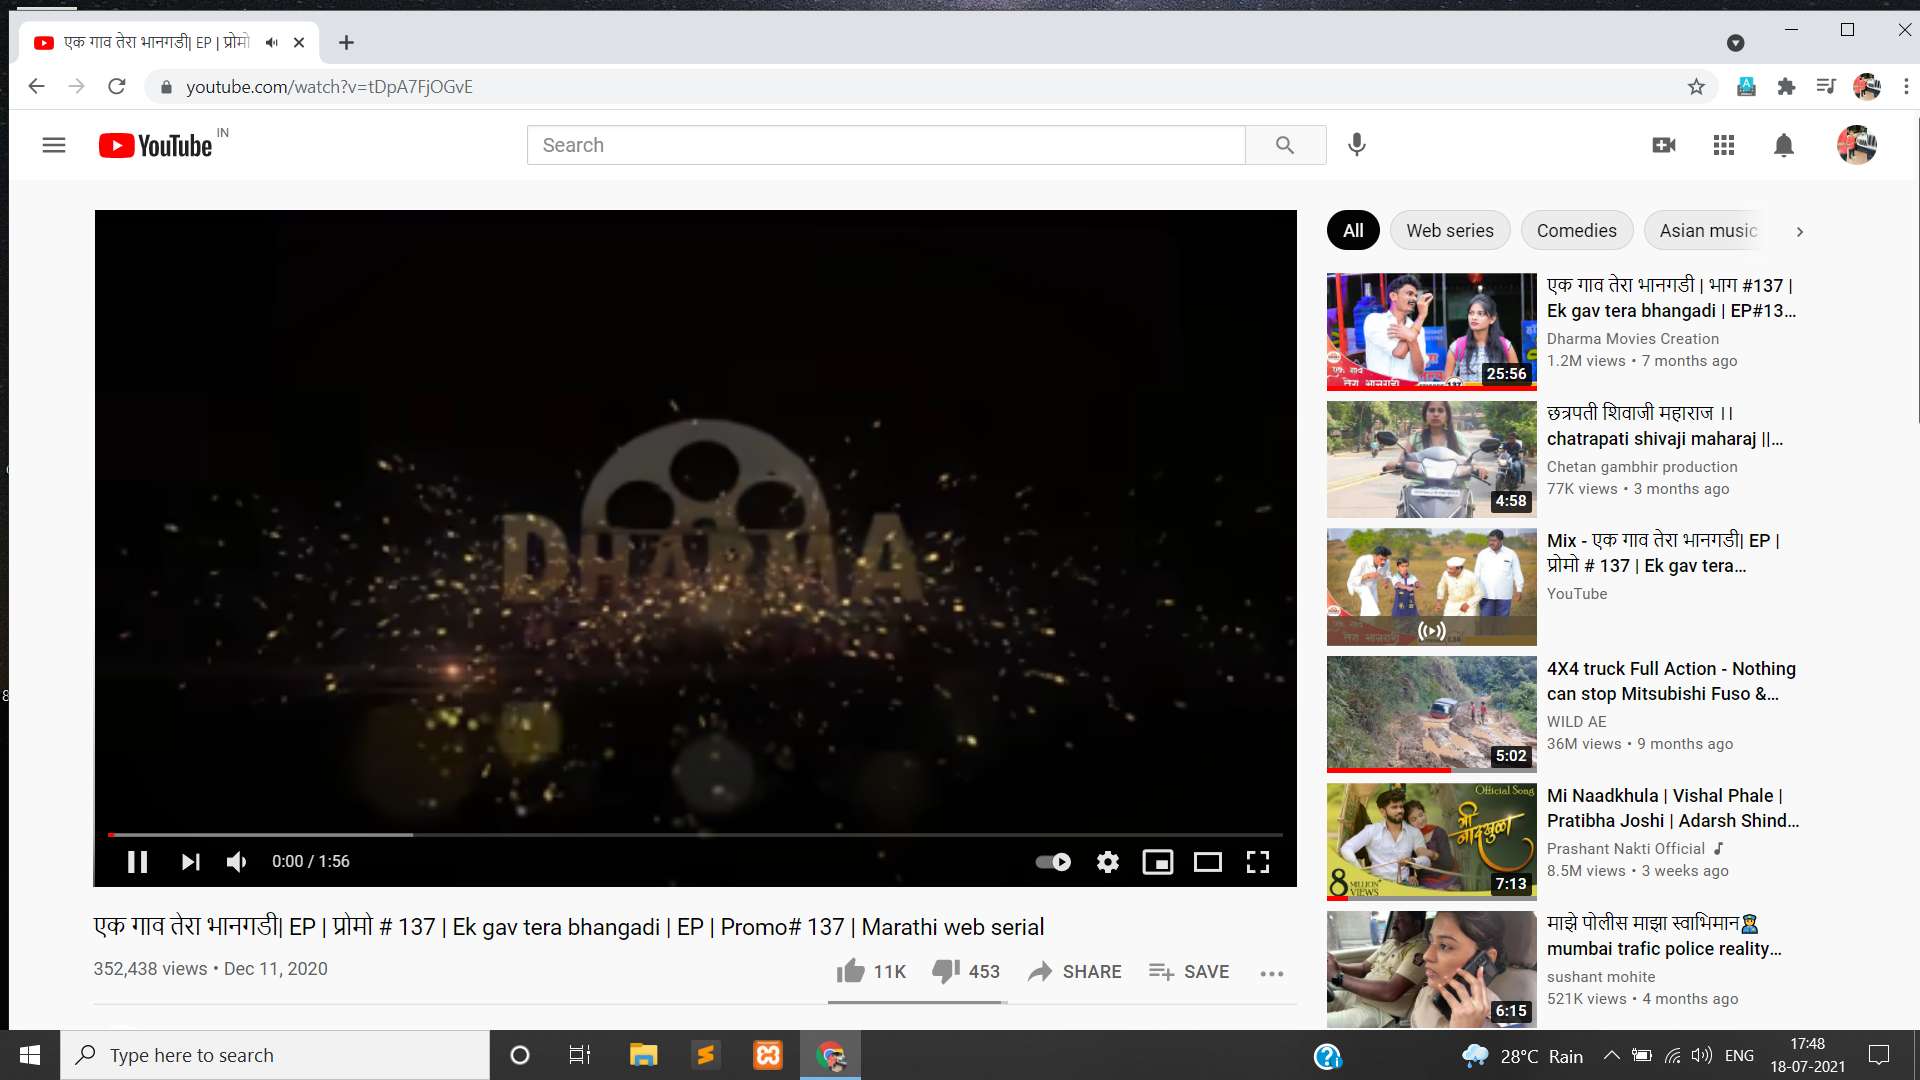 एक गाव तेरा भानगडी| EP | प्रोमो
youtube.com/watch?v=tDpA7FjOGvE
YouTube IN
Search
All
Web series
Comedies
Asian music
DHARMA
0:00 / 1:56
एक गाव तेरा भानगडी| EP | प्रोमो # 137 | Ek gav tera bhangadi | EP | Promo# 137 | Marathi web serial
352,438 views • Dec 11, 2020
11K
453
SHARE
SAVE
25:56
एक गाव तेरा भानगडी | भाग #137 |
Ek gav tera bhangadi | EP#13...
Dharma Movies Creation
1.2M views • 7 months ago
4:58
छत्रपती शिवाजी महाराज ।।
chatrapati shivaji maharaj ||...
Chetan gambhir production
77K views • 3 months ago
Mix - एक गाव तेरा भानगडी| EP |
प्रोमो # 137 | Ek gav tera...
YouTube
5:02
4X4 truck Full Action - Nothing
can stop Mitsubishi Fuso &...
WILD AE
36M views • 9 months ago
Official Song
मी नादखुळा
8 MILLION+
VIEWS
7:13
Mi Naadkhula | Vishal Phale |
Pratibha Joshi | Adarsh Shind...
Prashant Nakti Official
8.5M views • 3 weeks ago
6:15
माझे पोलीस माझा स्वाभिमान
mumbai trafic police reality...
sushant mohite
521K views • 4 months ago
Type here to search
28°C Rain
ENG
17:48
18-07-2021